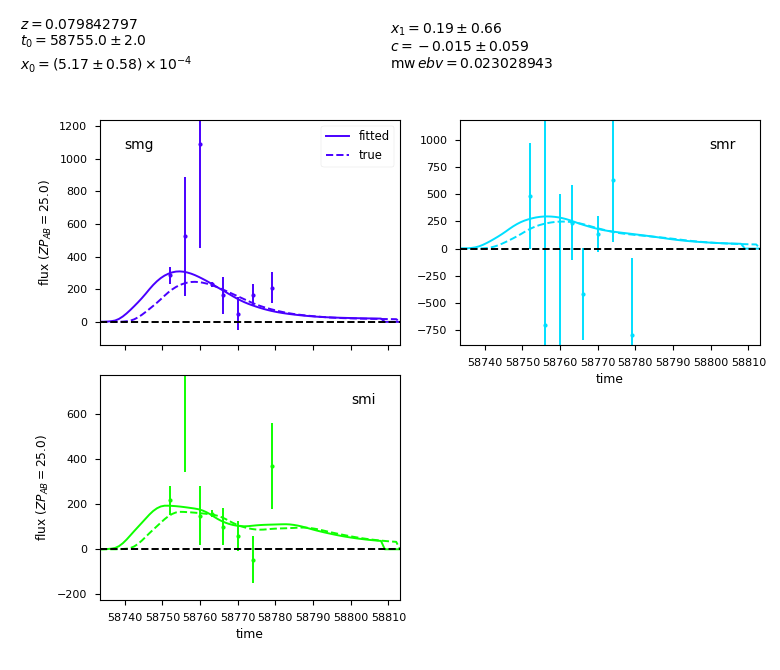 z = 0.079842797
t₀ = 58755.0 ± 2.0
x₀ = (5.17 ± 0.58) × 10⁻⁴
x₁ = 0.19 ± 0.66
c = −0.015 ± 0.059
mw ebv = 0.023028943
smg
fitted
true
1200
1000
800
600
400
200
0
flux (ZP_AB = 25.0)
smr
1000
750
500
250
0
−250
−500
−750
58740 58750 58760 58770 58780 58790 58800 58810
time
smi
600
400
200
0
−200
flux (ZP_AB = 25.0)
58740 58750 58760 58770 58780 58790 58800 58810
time